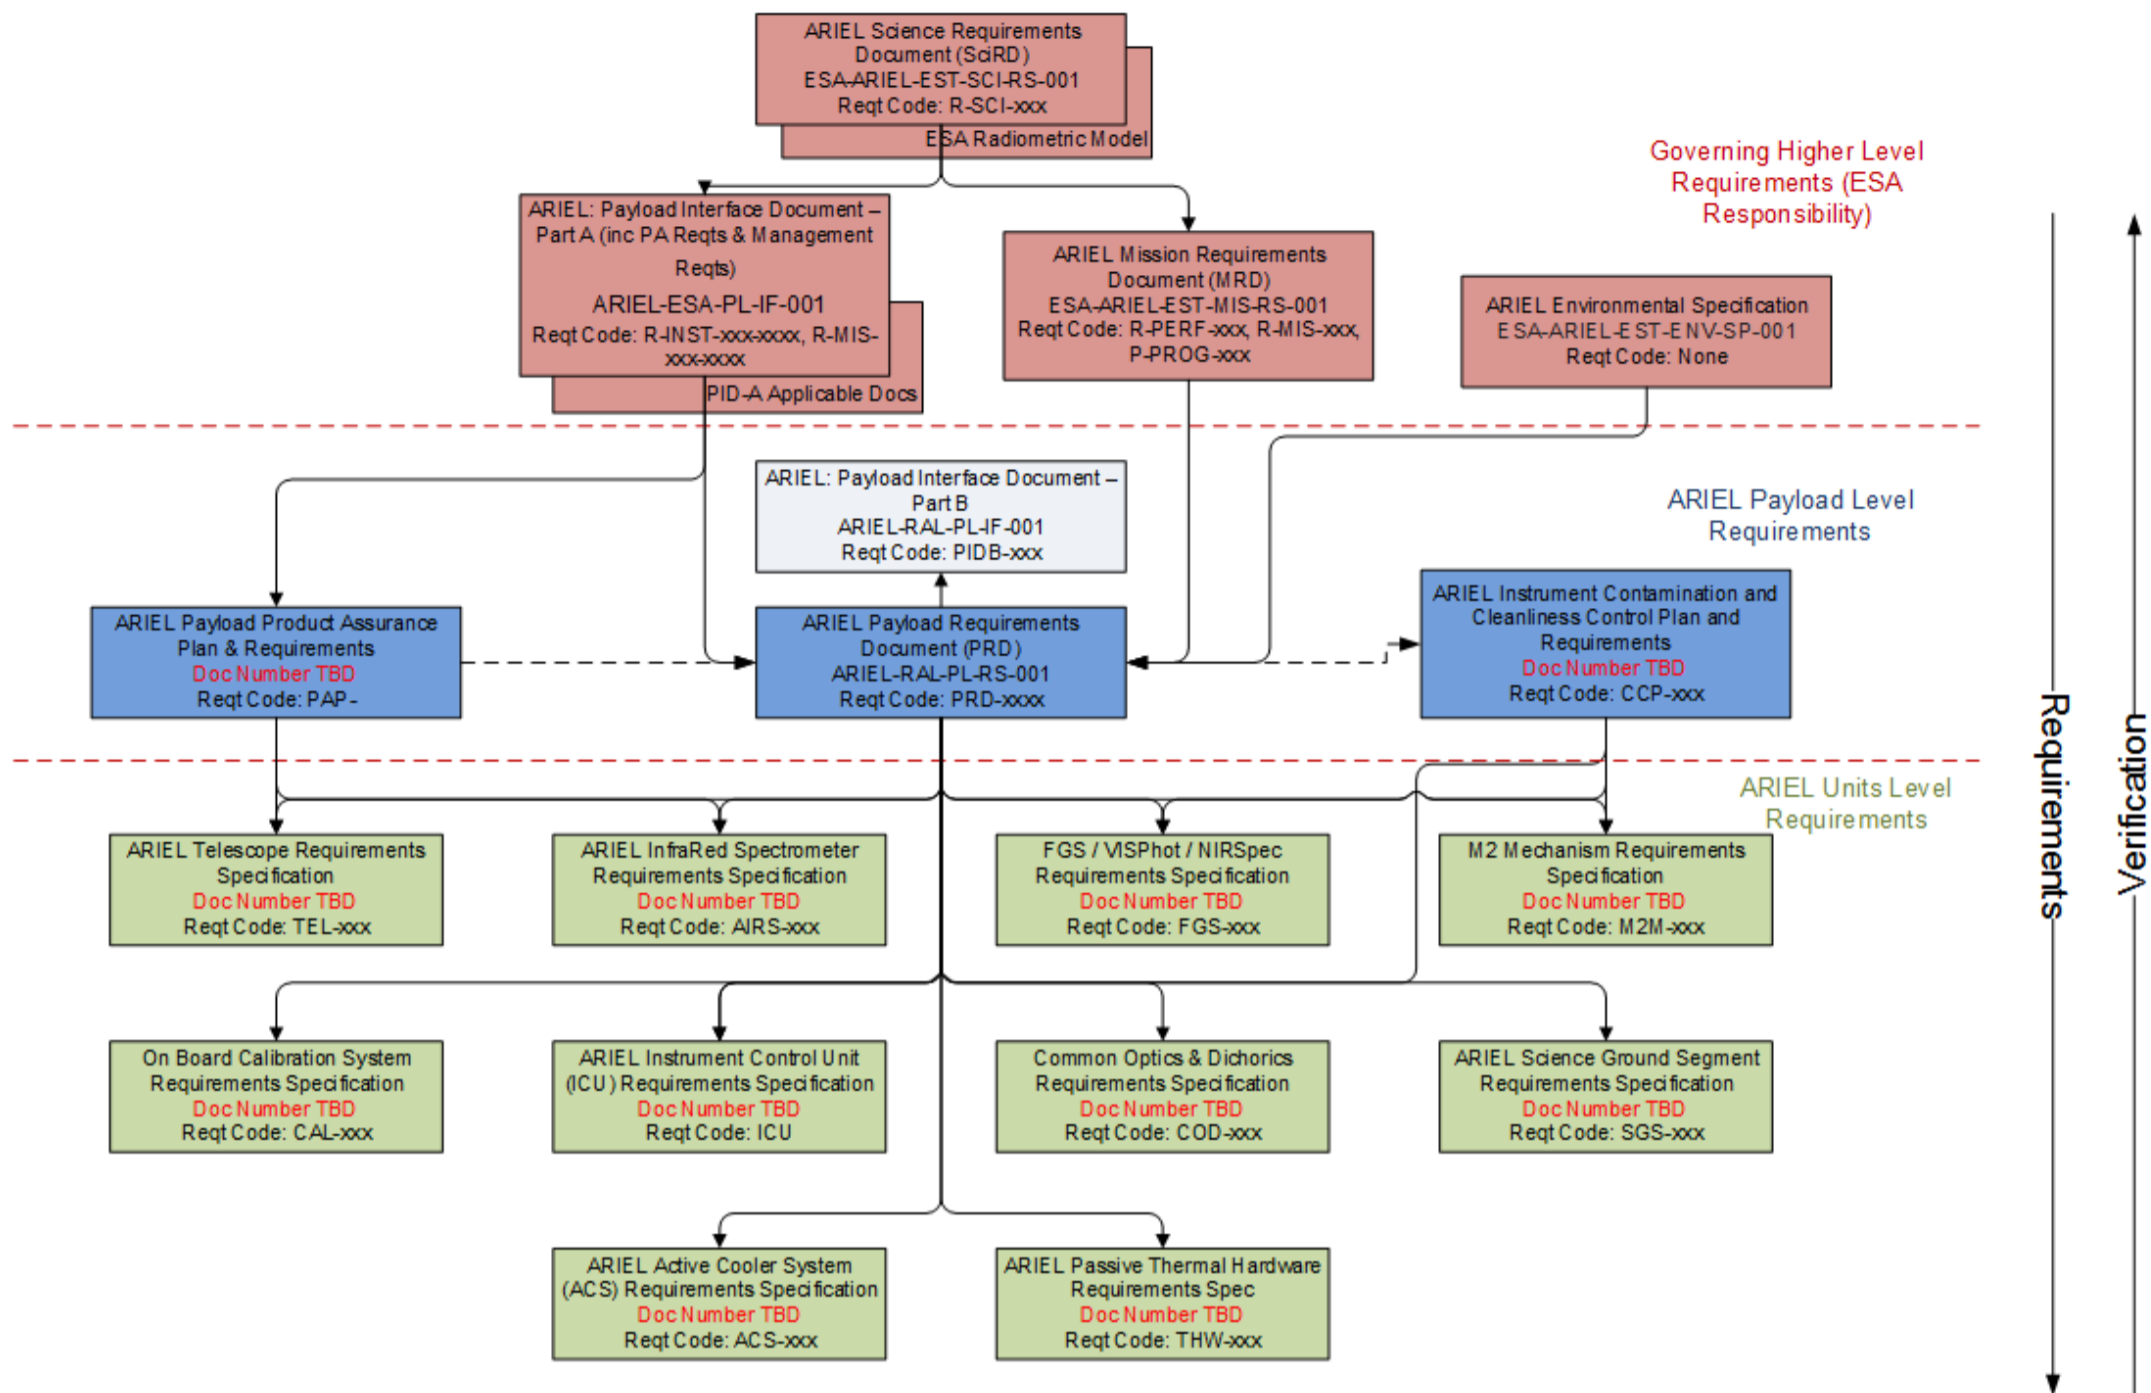 ARIEL Science Requirements
Document (SciRD)
ESA-ARIEL-EST-SCI-RS-001
Reqt Code: R-SCI-xxx
ESA Radiometric Model
Governing Higher Level
Requirements (ESA
Responsibility)
ARIEL: Payload Interface Document –
Part A (inc PA Reqts & Management
Reqts)
ARIEL-ESA-PL-IF-001
Reqt Code: R-INST-xxx-xxxx, R-MIS-
xxx-xxxx
PID-A Applicable Docs
ARIEL Mission Requirements
Document (MRD)
ESA-ARIEL-EST-MIS-RS-001
Reqt Code: R-PERF-xxx, R-MIS-xxx,
P-PROG-xxx
ARIEL Environmental Specification
ESA-ARIEL-EST-ENV-SP-001
Reqt Code: None
ARIEL: Payload Interface Document –
Part B
ARIEL-RAL-PL-IF-001
Reqt Code: PIDB-xxx
ARIEL Payload Level
Requirements
ARIEL Payload Product Assurance
Plan & Requirements
Doc Number TBD
Reqt Code: PAP-
ARIEL Payload Requirements
Document (PRD)
ARIEL-RAL-PL-RS-001
Reqt Code: PRD-xxxx
ARIEL Instrument Contamination and
Cleanliness Control Plan and
Requirements
Doc Number TBD
Reqt Code: CCP-xxx
Requirements
Verification
ARIEL Units Level
Requirements
ARIEL Telescope Requirements
Specification
Doc Number TBD
Reqt Code: TEL-xxx
ARIEL InfraRed Spectrometer
Requirements Specification
Doc Number TBD
Reqt Code: AIRS-xxx
FGS / VISPhot / NIRSpec
Requirements Specification
Doc Number TBD
Reqt Code: FGS-xxx
M2 Mechanism Requirements
Specification
Doc Number TBD
Reqt Code: M2M-xxx
On Board Calibration System
Requirements Specification
Doc Number TBD
Reqt Code: CAL-xxx
ARIEL Instrument Control Unit
(ICU) Requirements Specification
Doc Number TBD
Reqt Code: ICU
Common Optics & Dichorics
Requirements Specification
Doc Number TBD
Reqt Code: COD-xxx
ARIEL Science Ground Segment
Requirements Specification
Doc Number TBD
Reqt Code: SGS-xxx
ARIEL Active Cooler System
(ACS) Requirements Specification
Doc Number TBD
Reqt Code: ACS-xxx
ARIEL Passive Thermal Hardware
Requirements Spec
Doc Number TBD
Reqt Code: THW-xxx